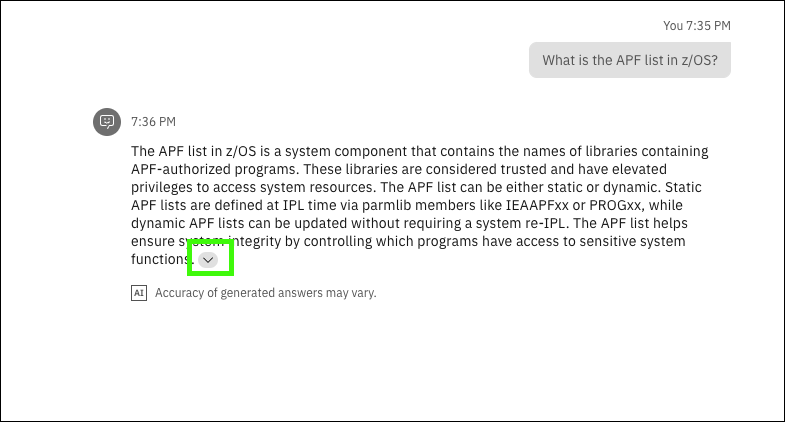 You 7:35 PM
What is the APF list in z/OS?
7:36 PM
The APF list in z/OS is a system component that contains the names of libraries containing
APF-authorized programs. These libraries are considered trusted and have elevated
privileges to access system resources. The APF list can be either static or dynamic. Static
APF lists are defined at IPL time via parmlib members like IEAAPFxx or PROGxx, while
dynamic APF lists can be updated without requiring a system re-IPL. The APF list helps
ensure system integrity by controlling which programs have access to sensitive system
functions.
AI Accuracy of generated answers may vary.